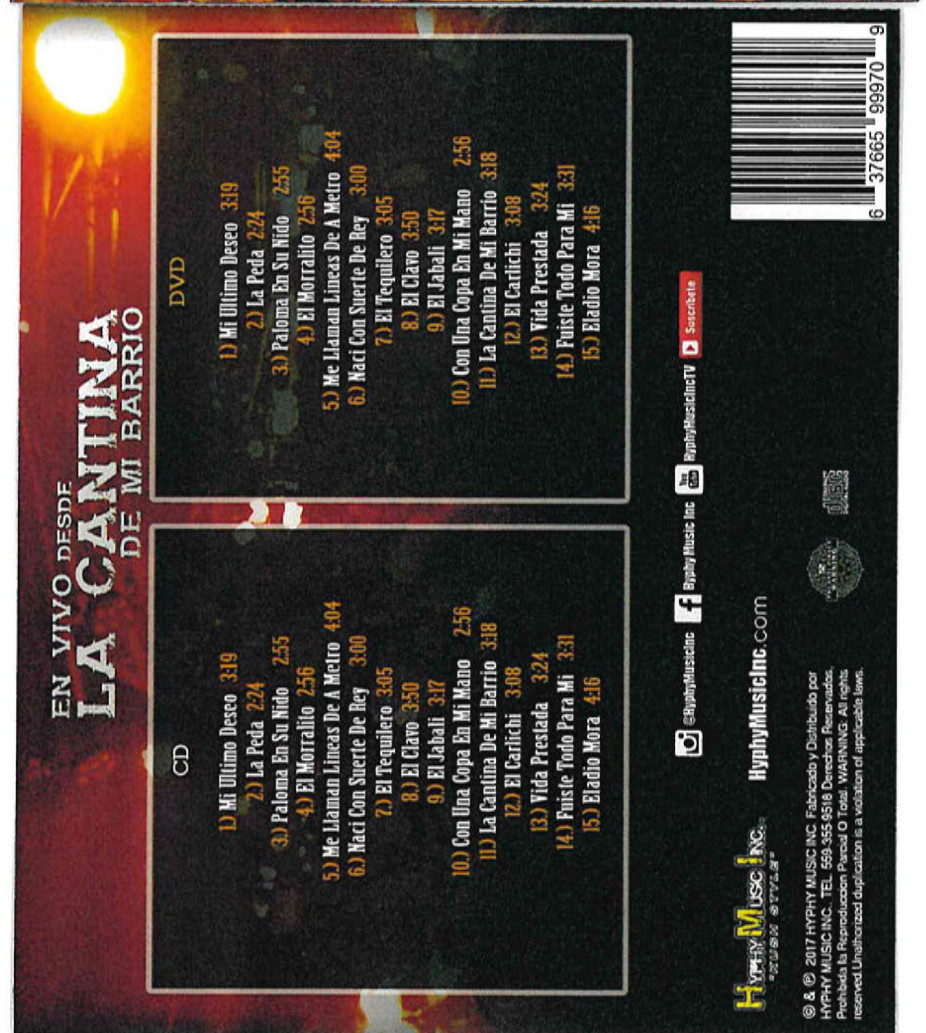 EN VIVO DESDE
LA CANTINA
DE MI BARRIO
CD
1.) Mi Ultimo Deseo 3:19
2.) La Peda 2:24
3.) Paloma En Su Nido 2:55
4.) El Morralito 2:56
5.) Me Llaman Lineas De A Metro 4:04
6.) Naci Con Suerte De Rey 3:00
7.) El Tequilero 3:05
8.) El Clavo 3:50
9.) El Jabali 3:17
10.) Con Una Copa En Mi Mano 2:56
11.) La Cantina De Mi Barrio 3:18
12.) El Carlichi 3:08
13.) Vida Prestada 3:24
14.) Fuiste Todo Para Mi 3:31
15.) Eladio Mora 4:16
DVD
1.) Mi Ultimo Deseo 3:19
2.) La Peda 2:24
3.) Paloma En Su Nido 2:55
4.) El Morralito 2:56
5.) Me Llaman Lineas De A Metro 4:04
6.) Naci Con Suerte De Rey 3:00
7.) El Tequilero 3:05
8.) El Clavo 3:50
9.) El Jabali 3:17
10.) Con Una Copa En Mi Mano 2:56
11.) La Cantina De Mi Barrio 3:18
12.) El Carlichi 3:08
13.) Vida Prestada 3:24
14.) Fuiste Todo Para Mi 3:31
15.) Eladio Mora 4:16
@HyphyMusicInc Hyphy Music Inc You Tube HyphyMusicIncTV Suscribete
HYPHY MUSIC INC.
HyphyMusicInc.com
© & ℗ 2017 HYPHY MUSIC INC. Fabricado y Distribuido por
HYPHY MUSIC INC. TEL. 559-355-9518 Derechos Reservados.
Prohibida la Reproduccion Parcial O Total. WARNING: All rights
reserved.Unathorized duplication is a violation of applicable laws.
6 37665 99970 9